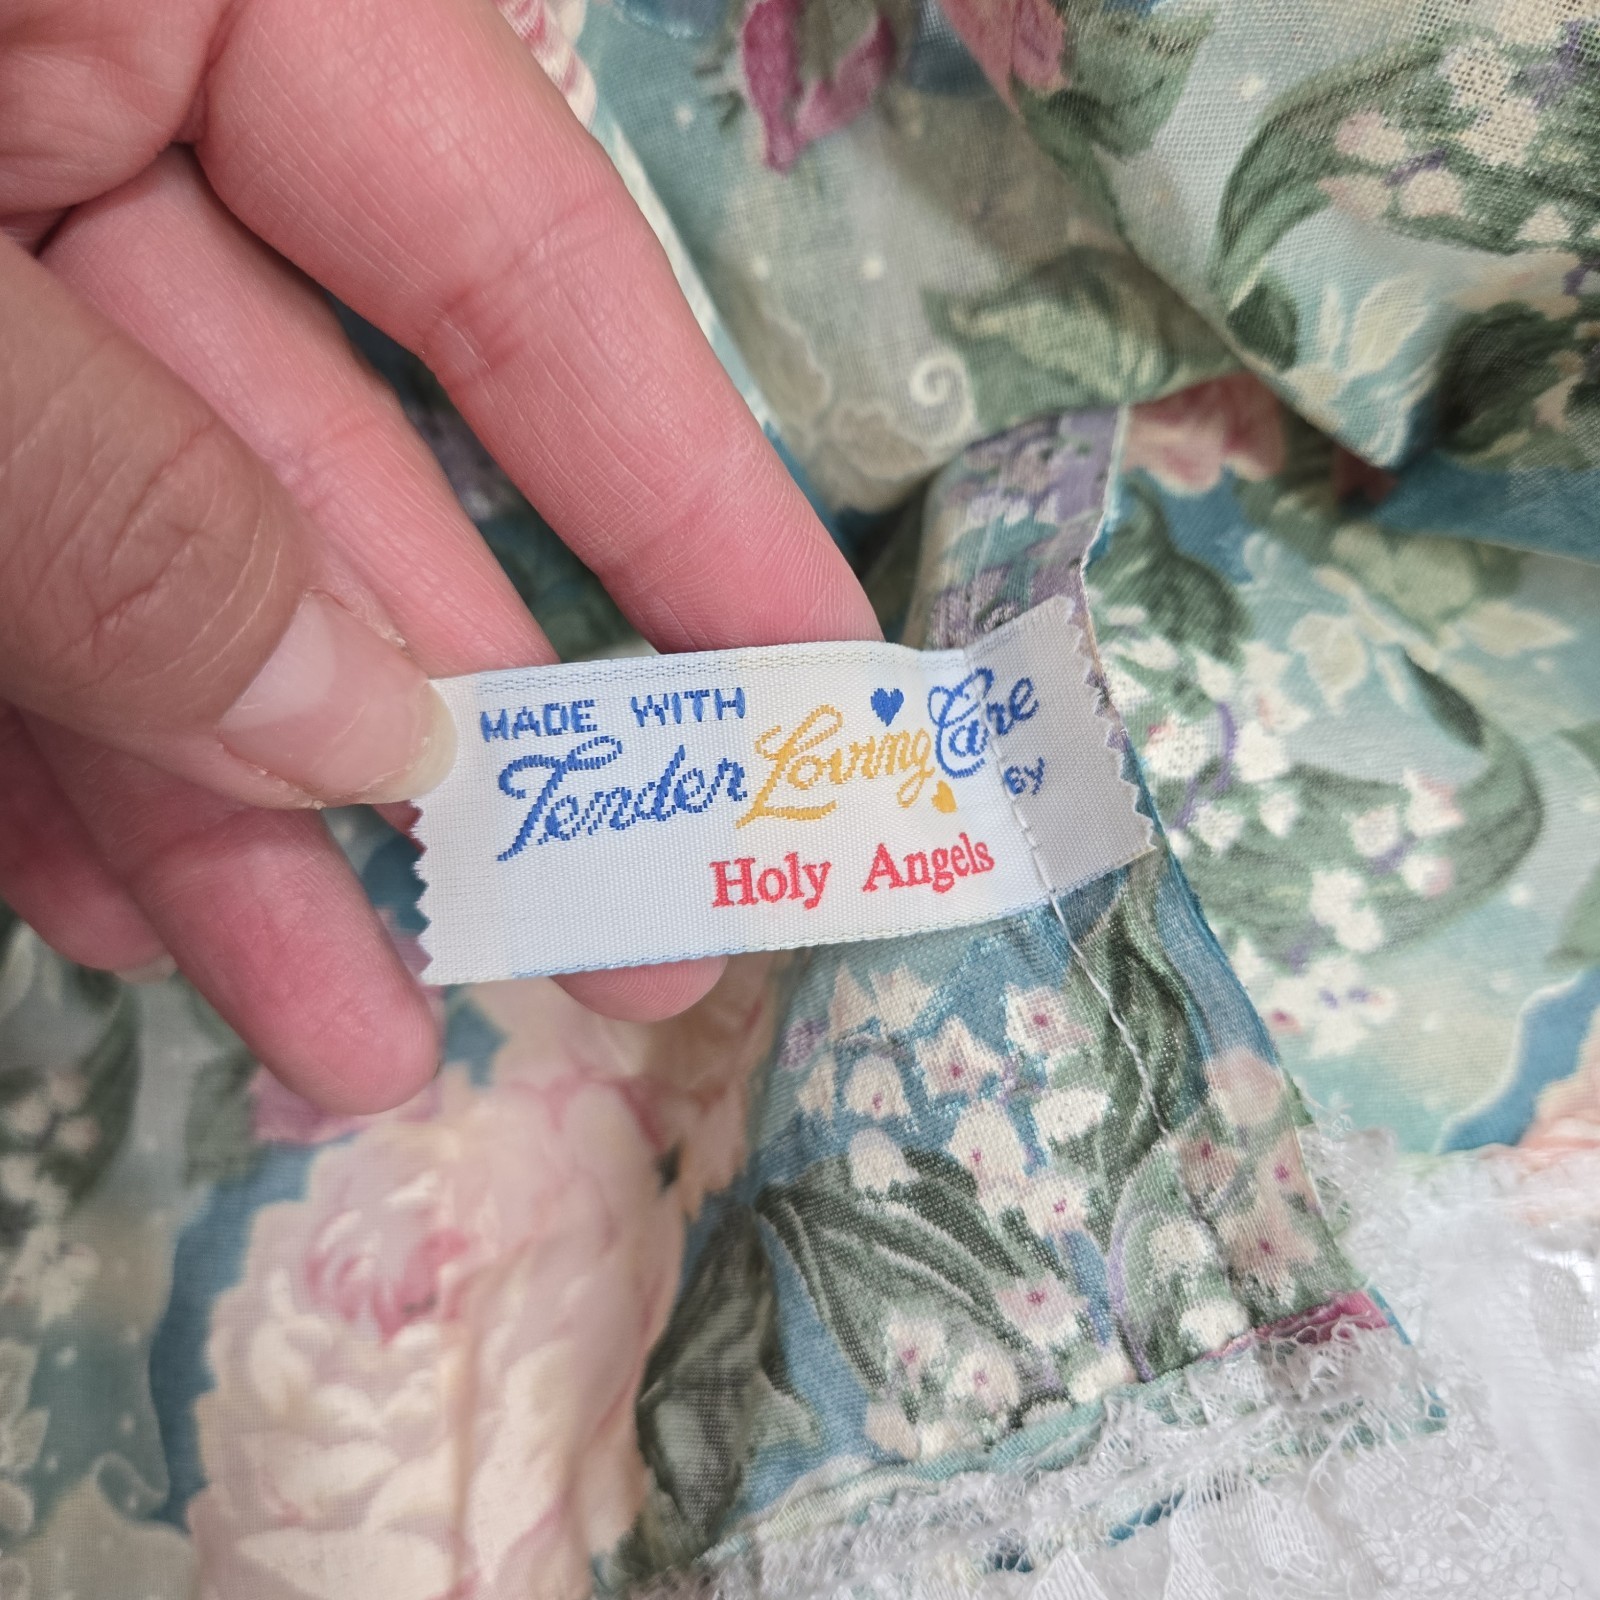 MADE WITH
Tender Loving Care
By
Holy Angels